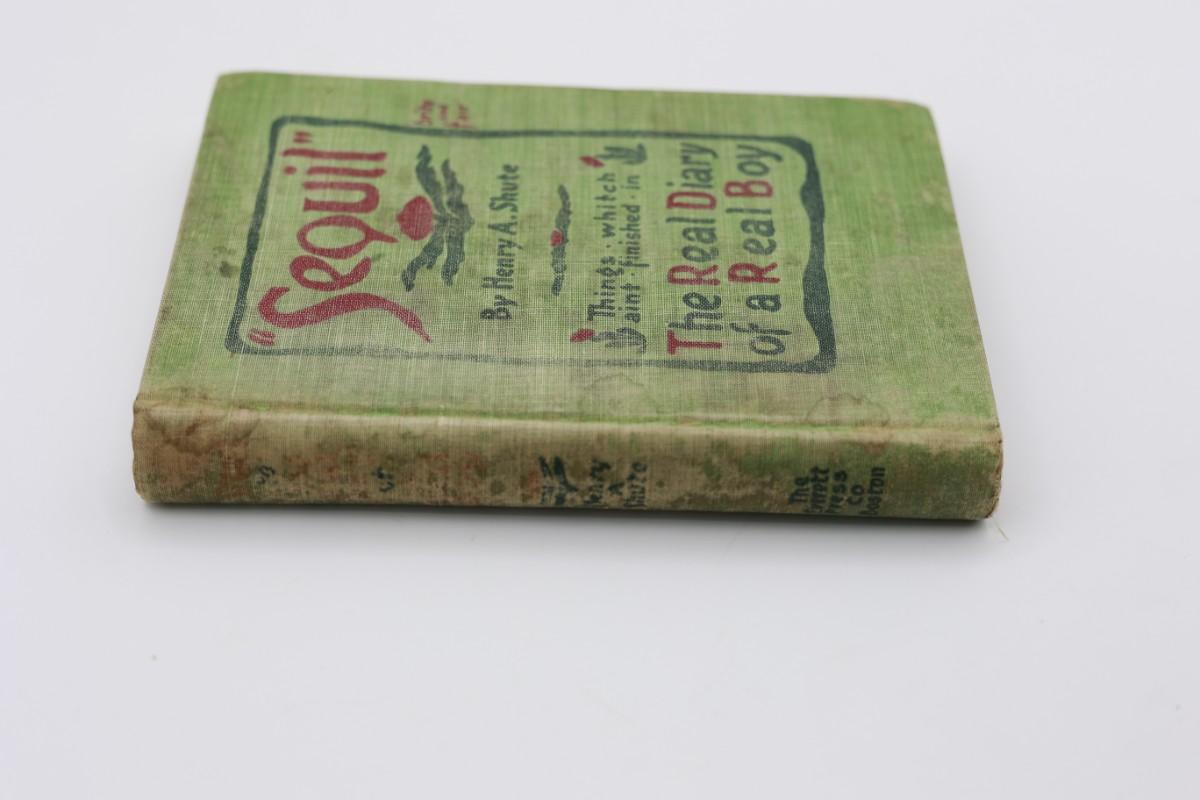 "Sequil"
By Henry A. Shute
Things · whitch
aint · finished · in
The Real Diary
of a Real Boy
Henry
A
Shute
The
Everett
Press
Co
Boston